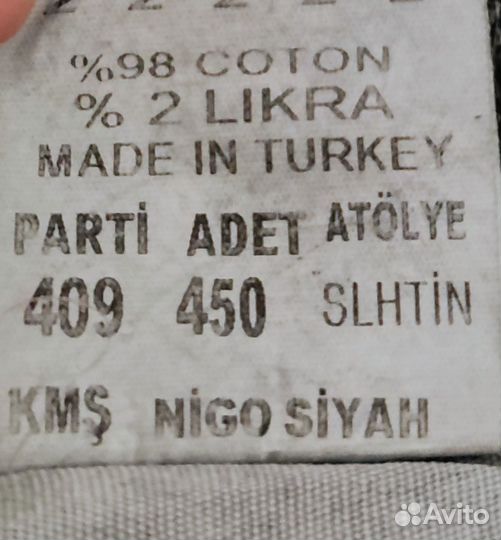 %98 COTON
% 2 LIKRA
MADE IN TURKEY
PARTİ ADET ATÖLYE
409 450 SLHTİN
KMŞ NİGO SİYAH
Avito